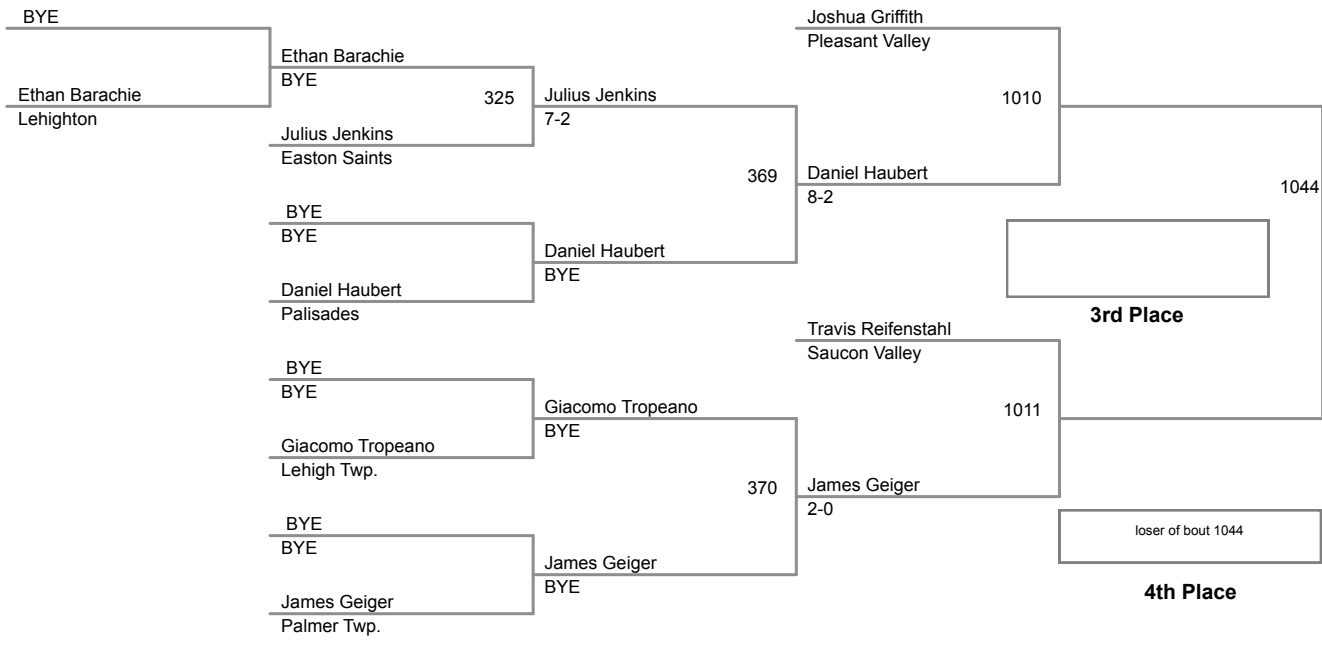 BYE
Ethan Barachie
Lehighton
Ethan Barachie
BYE
325
Julius Jenkins
Easton Saints
BYE
BYE
Daniel Haubert
Palisades
BYE
BYE
Giacomo Tropeano
Lehigh Twp.
BYE
BYE
James Geiger
Palmer Twp.
Julius Jenkins
7-2
369
Daniel Haubert
BYE
Giacomo Tropeano
BYE
370
James Geiger
BYE
Joshua Griffith
Pleasant Valley
1010
Daniel Haubert
8-2
Travis Reifenstahl
Saucon Valley
1011
James Geiger
2-0
1044
3rd Place
loser of bout 1044
4th Place